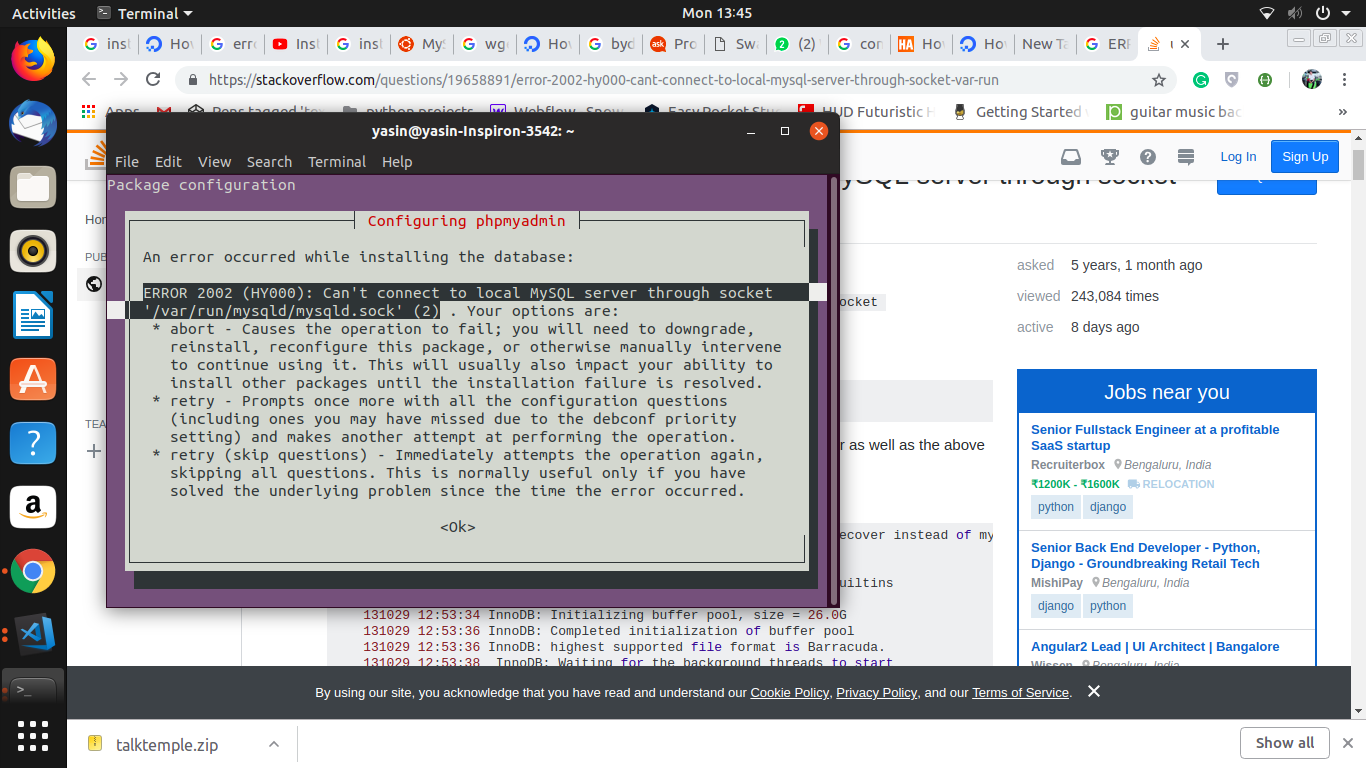 Activities
Terminal
Mon 13:45
inst
Hov
erro
Inst
inst
MyS
wge
Hov
byd
Pro
Swa
(2)
con
Hov
Hov
New Ta
ERR
https://stackoverflow.com/questions/19658891/error-2002-hy000-cant-connect-to-local-mysql-server-through-socket-var-run
Apps
python projects
HUD Futuristic H
Getting Started w
guitar music bac
»
yasin@yasin-Inspiron-3542: ~
File Edit View Search Terminal Help
Package configuration
Configuring phpmyadmin
An error occurred while installing the database:
ERROR 2002 (HY000): Can't connect to local MySQL server through socket
'/var/run/mysqld/mysqld.sock' (2) . Your options are:
* abort - Causes the operation to fail; you will need to downgrade,
reinstall, reconfigure this package, or otherwise manually intervene
to continue using it. This will usually also impact your ability to
install other packages until the installation failure is resolved.
* retry - Prompts once more with all the configuration questions
(including ones you may have missed due to the debconf priority
setting) and makes another attempt at performing the operation.
* retry (skip questions) - Immediately attempts the operation again,
skipping all questions. This is normally useful only if you have
solved the underlying problem since the time the error occurred.
<Ok>
Log In
Sign Up
ySQL server through socket
Hor
PUB
TEA
ocket
r as well as the above
ecover instead of my
uiltins
131029 12:53:34 InnoDB: Initializing buffer pool, size = 26.0G
131029 12:53:36 InnoDB: Completed initialization of buffer pool
131029 12:53:36 InnoDB: highest supported file format is Barracuda.
131029 12:53:38 InnoDB: Waiting for the background threads to start
asked 5 years, 1 month ago
viewed 243,084 times
active 8 days ago
Jobs near you
Senior Fullstack Engineer at a profitable
SaaS startup
Recruiterbox Bengaluru, India
₹1200K - ₹1600K RELOCATION
python django
Senior Back End Developer - Python,
Django - Groundbreaking Retail Tech
MishiPay Bengaluru, India
django python
Angular2 Lead | UI Architect | Bangalore
Wissen Bengaluru, India
By using our site, you acknowledge that you have read and understand our Cookie Policy, Privacy Policy, and our Terms of Service.
talktemple.zip
Show all